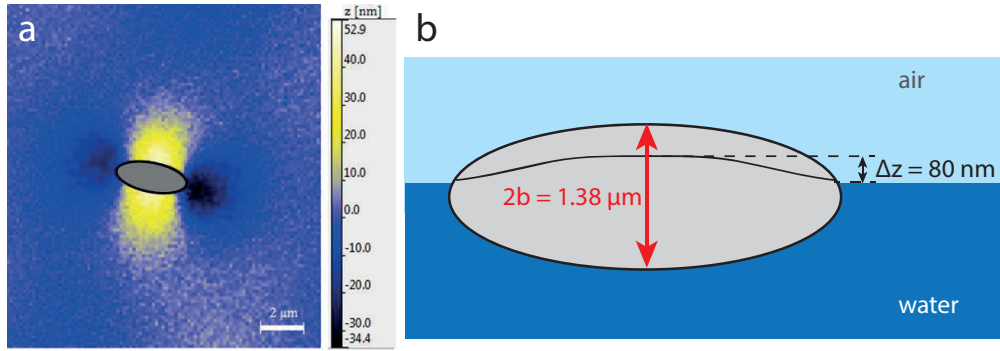 a
z [nm]
52.9
40.0
30.0
20.0
10.0
0.0
-10.0
-20.0
-30.0
-34.4
2 μm
b
air
Δz = 80 nm
2b = 1.38 μm
water